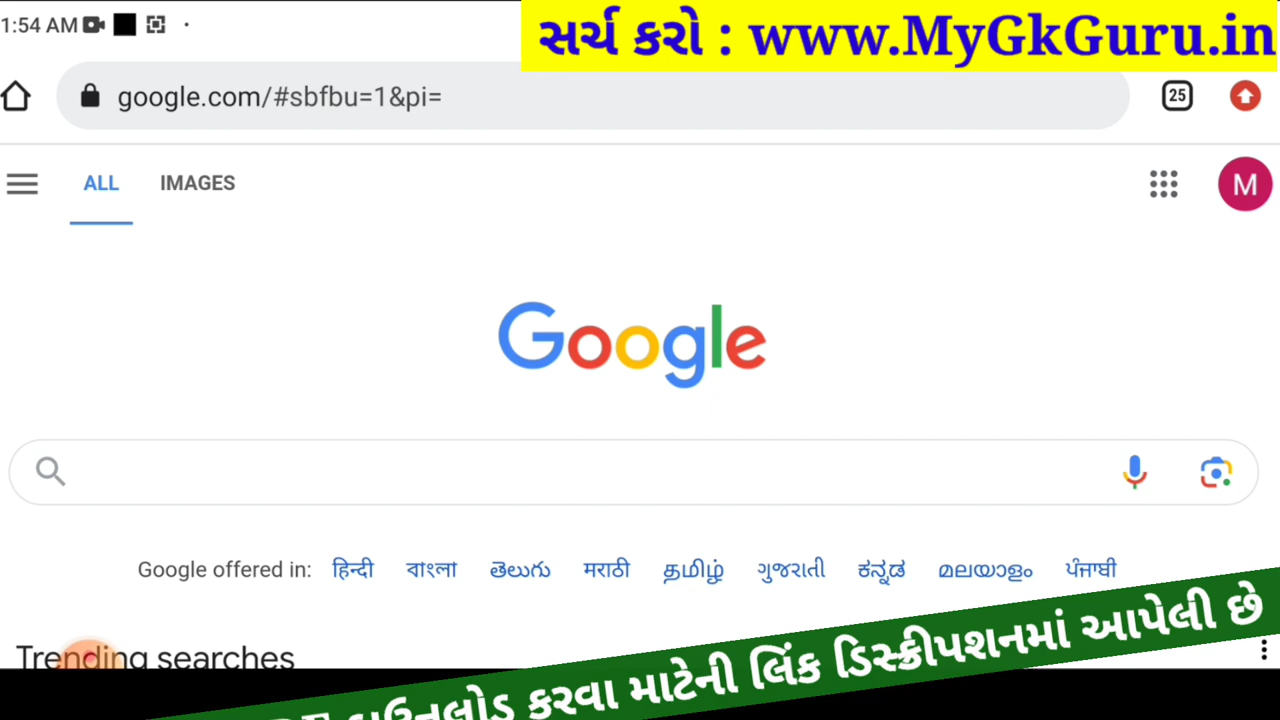 1:54 AM
સર્ચ કરો : www.MyGkGuru.in
google.com/#sbfbu=1&pi=
25
ALL IMAGES
M
Google
Google offered in: हिन्दी বাংলা తెలుగు मराठी தமிழ் ગુજરાતી ಕನ್ನಡ മലയാളം ਪੰਜਾਬੀ
Trending searches
ડાઉનલોડ કરવા માટેની લિંક ડિસ્ક્રીપશનમાં આપેલી છે